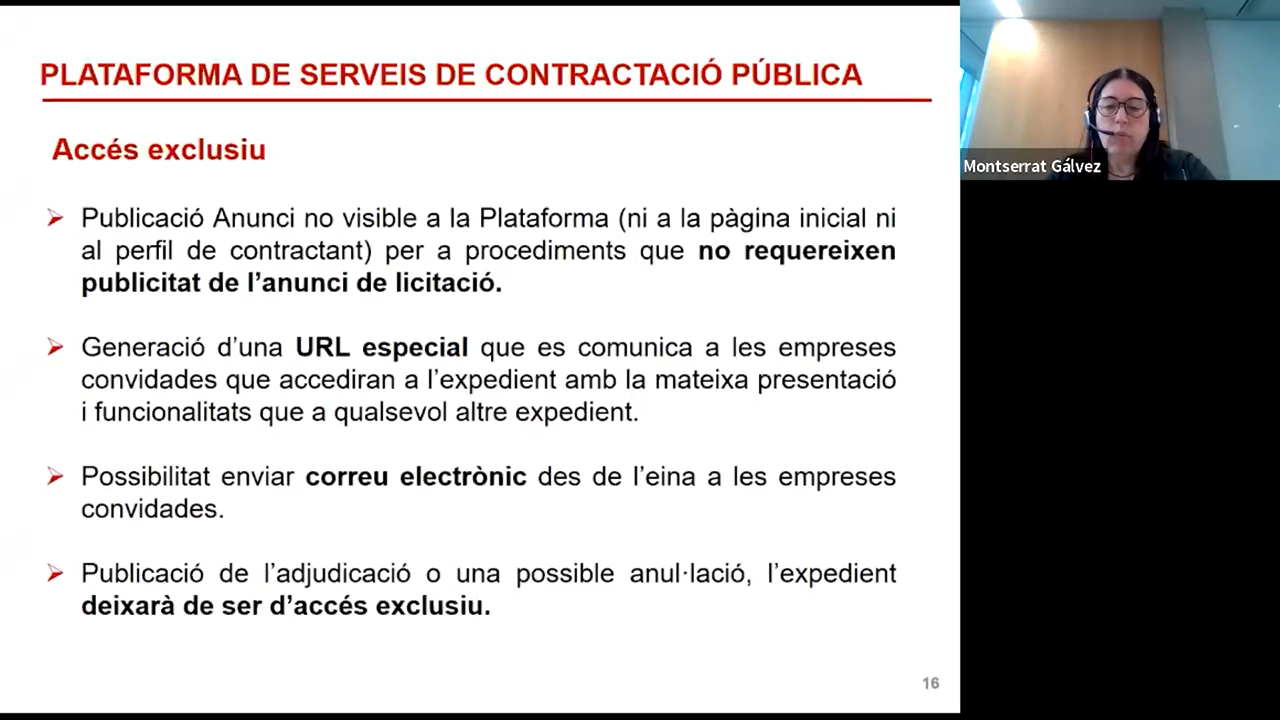 PLATAFORMA DE SERVEIS DE CONTRACTACIÓ PÚBLICA
Accés exclusiu
Publicació Anunci no visible a la Plataforma (ni a la pàgina inicial ni
al perfil de contractant) per a procediments que no requereixen
publicitat de l’anunci de licitació.
Generació d’una URL especial que es comunica a les empreses
convidades que accediran a l’expedient amb la mateixa presentació
i funcionalitats que a qualsevol altre expedient.
Possibilitat enviar correu electrònic des de l’eina a les empreses
convidades.
Publicació de l’adjudicació o una possible anul·lació, l’expedient
deixarà de ser d’accés exclusiu.
16
Montserrat Gálvez